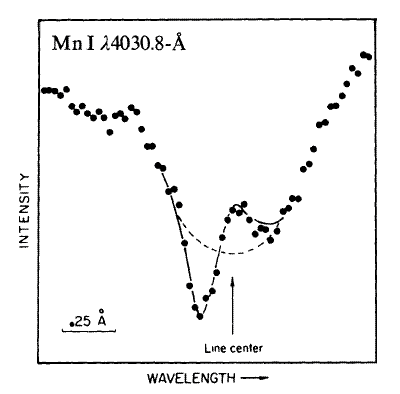 Mn I λ4030.8-Å
INTENSITY
.25 Å
Line center
WAVELENGTH →